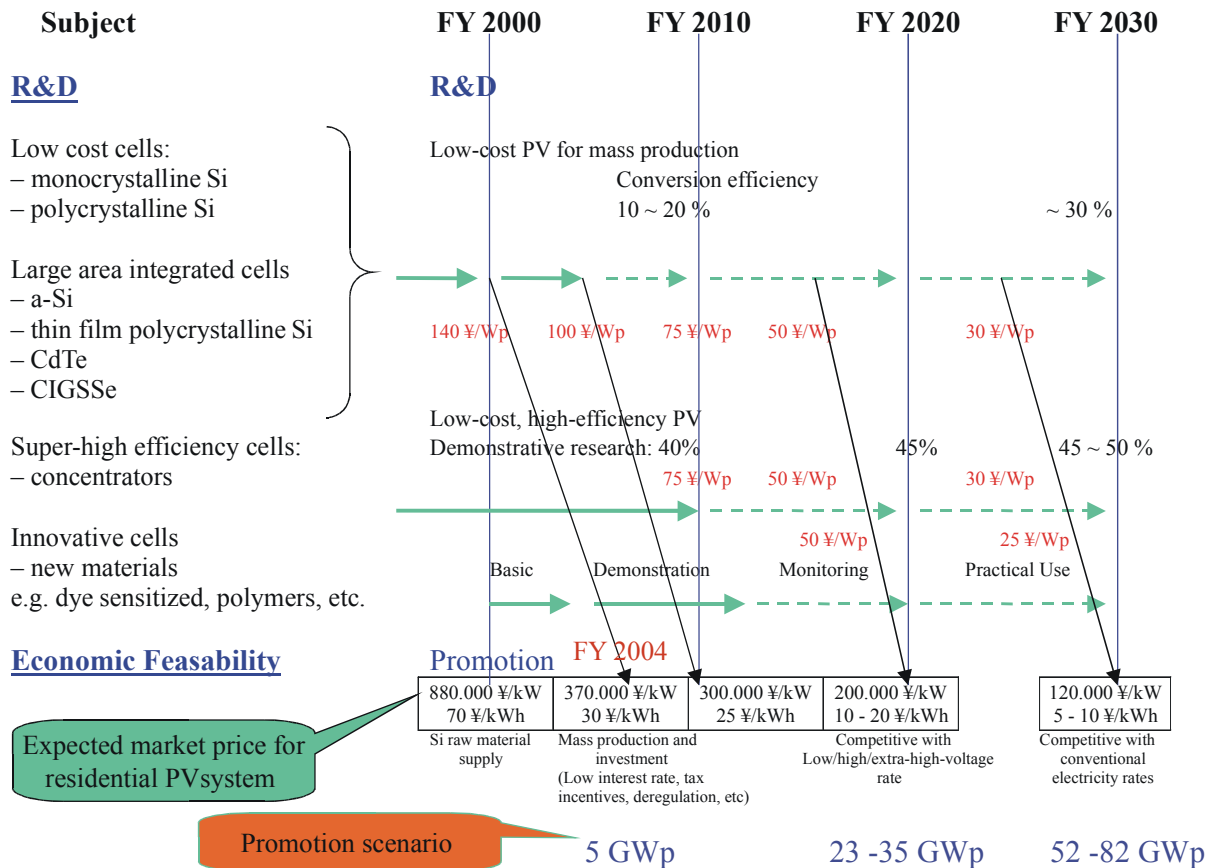 Subject FY 2000 FY 2010 FY 2020 FY 2030
R&D R&D
Low cost cells: Low-cost PV for mass production
– monocrystalline Si Conversion efficiency
– polycrystalline Si 10 ~ 20 % ~ 30 %
Large area integrated cells
– a-Si
– thin film polycrystalline Si 140 ¥/Wp 100 ¥/Wp 75 ¥/Wp 50 ¥/Wp 30 ¥/Wp
– CdTe
– CIGSSe
Low-cost, high-efficiency PV
Super-high efficiency cells: Demonstrative research: 40% 45% 45 ~ 50 %
– concentrators 75 ¥/Wp 50 ¥/Wp 30 ¥/Wp
Innovative cells 50 ¥/Wp 25 ¥/Wp
– new materials Basic Demonstration Monitoring Practical Use
e.g. dye sensitized, polymers, etc.
Economic Feasability Promotion FY 2004
880.000 ¥/kW 370.000 ¥/kW 300.000 ¥/kW 200.000 ¥/kW 120.000 ¥/kW
70 ¥/kWh 30 ¥/kWh 25 ¥/kWh 10 - 20 ¥/kWh 5 - 10 ¥/kWh
Expected market price for
residential PVsystem
Si raw material
supply
Mass production and
investment
(Low interest rate, tax
incentives, deregulation, etc)
Competitive with
Low/high/extra-high-voltage
rate
Competitive with
conventional
electricity rates
Promotion scenario 5 GWp 23 -35 GWp 52 -82 GWp